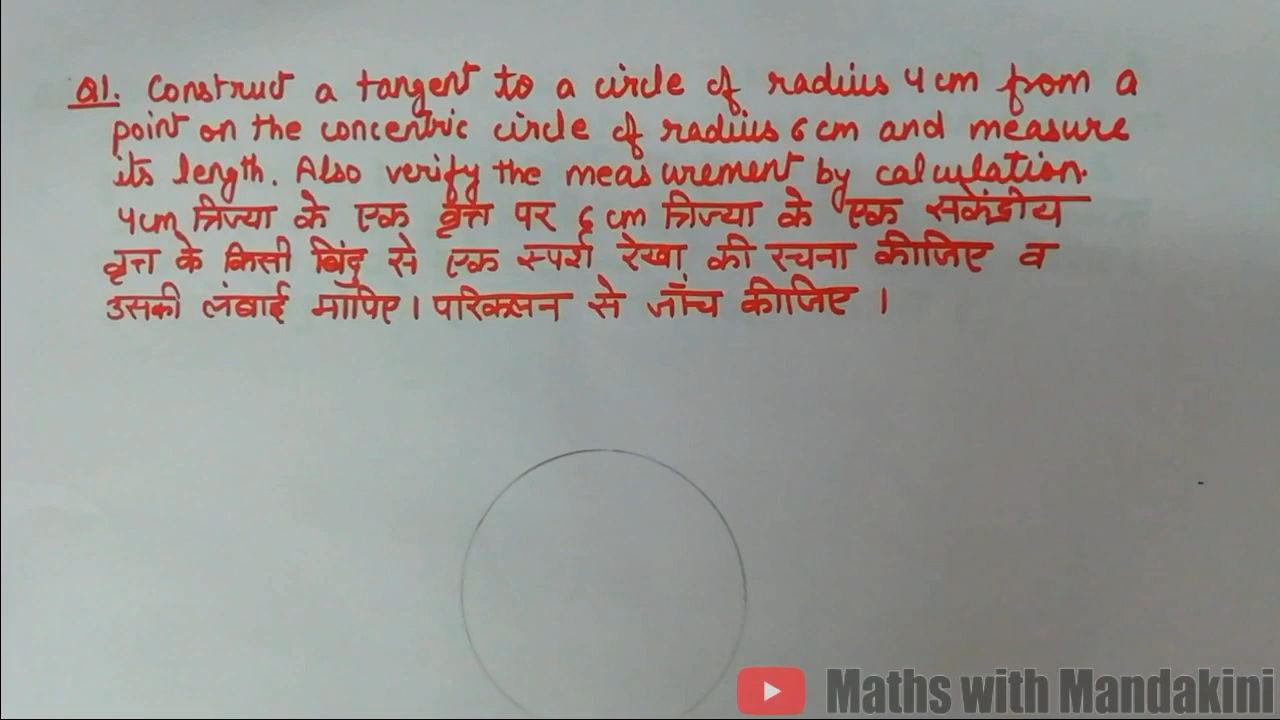 Q1. Construct a tangent to a circle of radius 4 cm from a
point on the concentric circle of radius 6 cm and measure
its length. Also verify the measurement by calculation.
4cm त्रिज्या के एक वृत्त पर 6 cm त्रिज्या के एक सकेंद्रीय
वृत्त के किसी बिंदु से एक स्पर्श रेखा की रचना कीजिए व
उसकी लंबाई मापिए। परिकलन से जाँच कीजिए ।
Maths with Mandakini